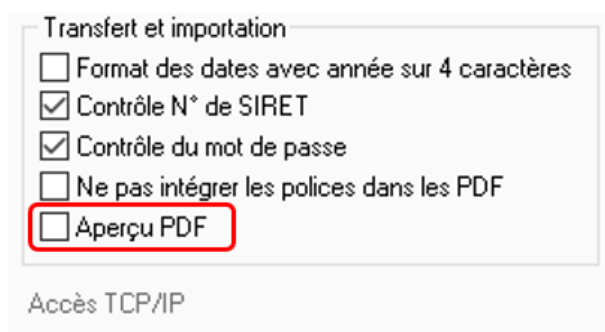 Transfert et importation
Format des dates avec année sur 4 caractères
Contrôle N° de SIRET
Contrôle du mot de passe
Ne pas intégrer les polices dans les PDF
Aperçu PDF
Accès TCP/IP